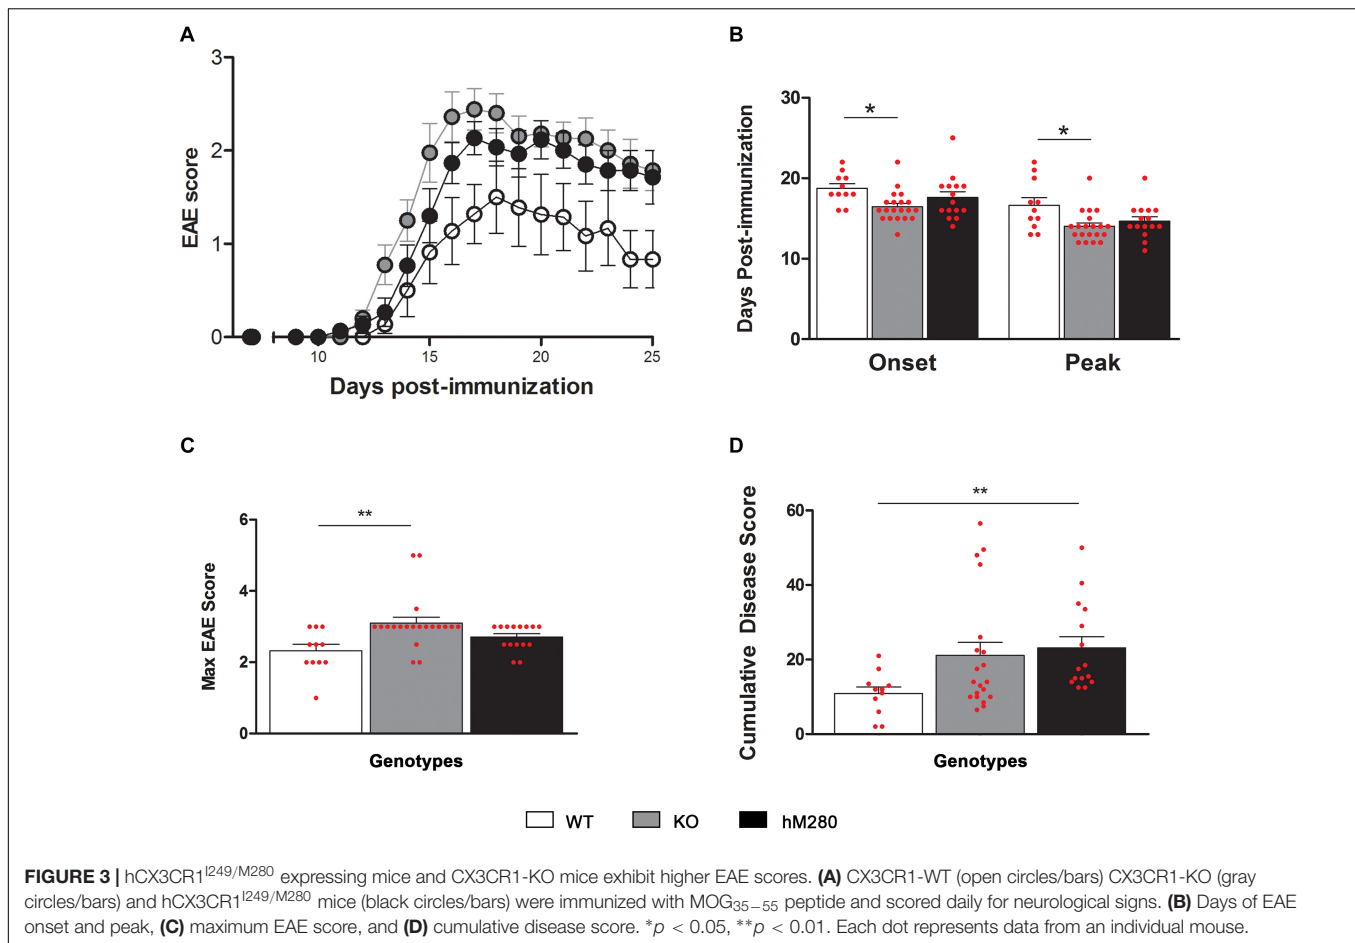 A
3
2
1
0
EAE score
10
15
20
25
Days post-immunization
B
30
20
10
0
Days Post-immunization
*
*
Onset
Peak
C
6
4
2
0
Max EAE Score
**
Genotypes
D
60
40
20
0
Cumulative Disease Score
**
Genotypes
WT KO hM280
FIGURE 3 | hCX3CR1^I249/M280 expressing mice and CX3CR1-KO mice exhibit higher EAE scores. (A) CX3CR1-WT (open circles/bars) CX3CR1-KO (gray
circles/bars) and hCX3CR1^I249/M280 mice (black circles/bars) were immunized with MOG35−55 peptide and scored daily for neurological signs. (B) Days of EAE
onset and peak, (C) maximum EAE score, and (D) cumulative disease score. *p < 0.05, **p < 0.01. Each dot represents data from an individual mouse.